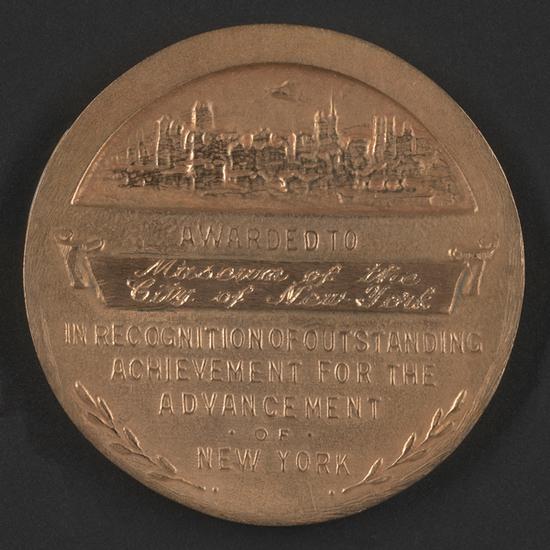 AWARDED TO
Museum of the
City of New York
IN RECOGNITION OF OUTSTANDING
ACHIEVEMENT FOR THE
ADVANCEMENT
· OF ·
NEW YORK